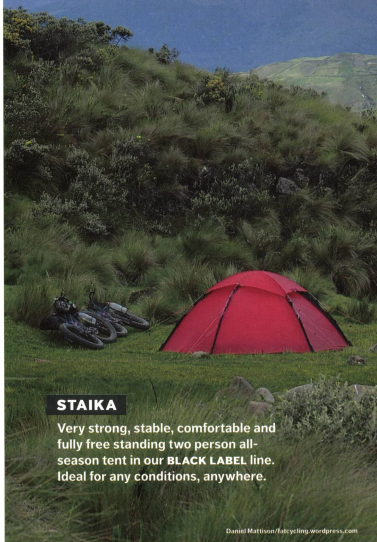 STAIKA
Very strong, stable, comfortable and
fully free standing two person all-
season tent in our BLACK LABEL line.
Ideal for any conditions, anywhere.
Daniel Mattison/fatcycling.wordpress.com